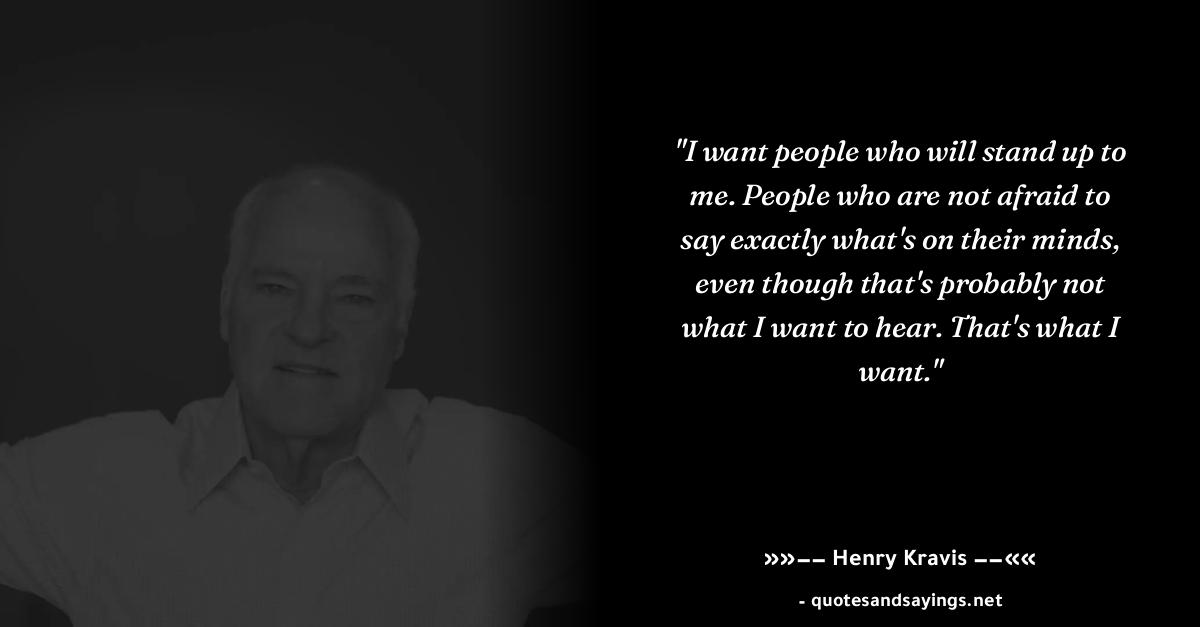 "I want people who will stand up to
me. People who are not afraid to
say exactly what's on their minds,
even though that's probably not
what I want to hear. That's what I
want."
»»−− Henry Kravis −−««
- quotesandsayings.net